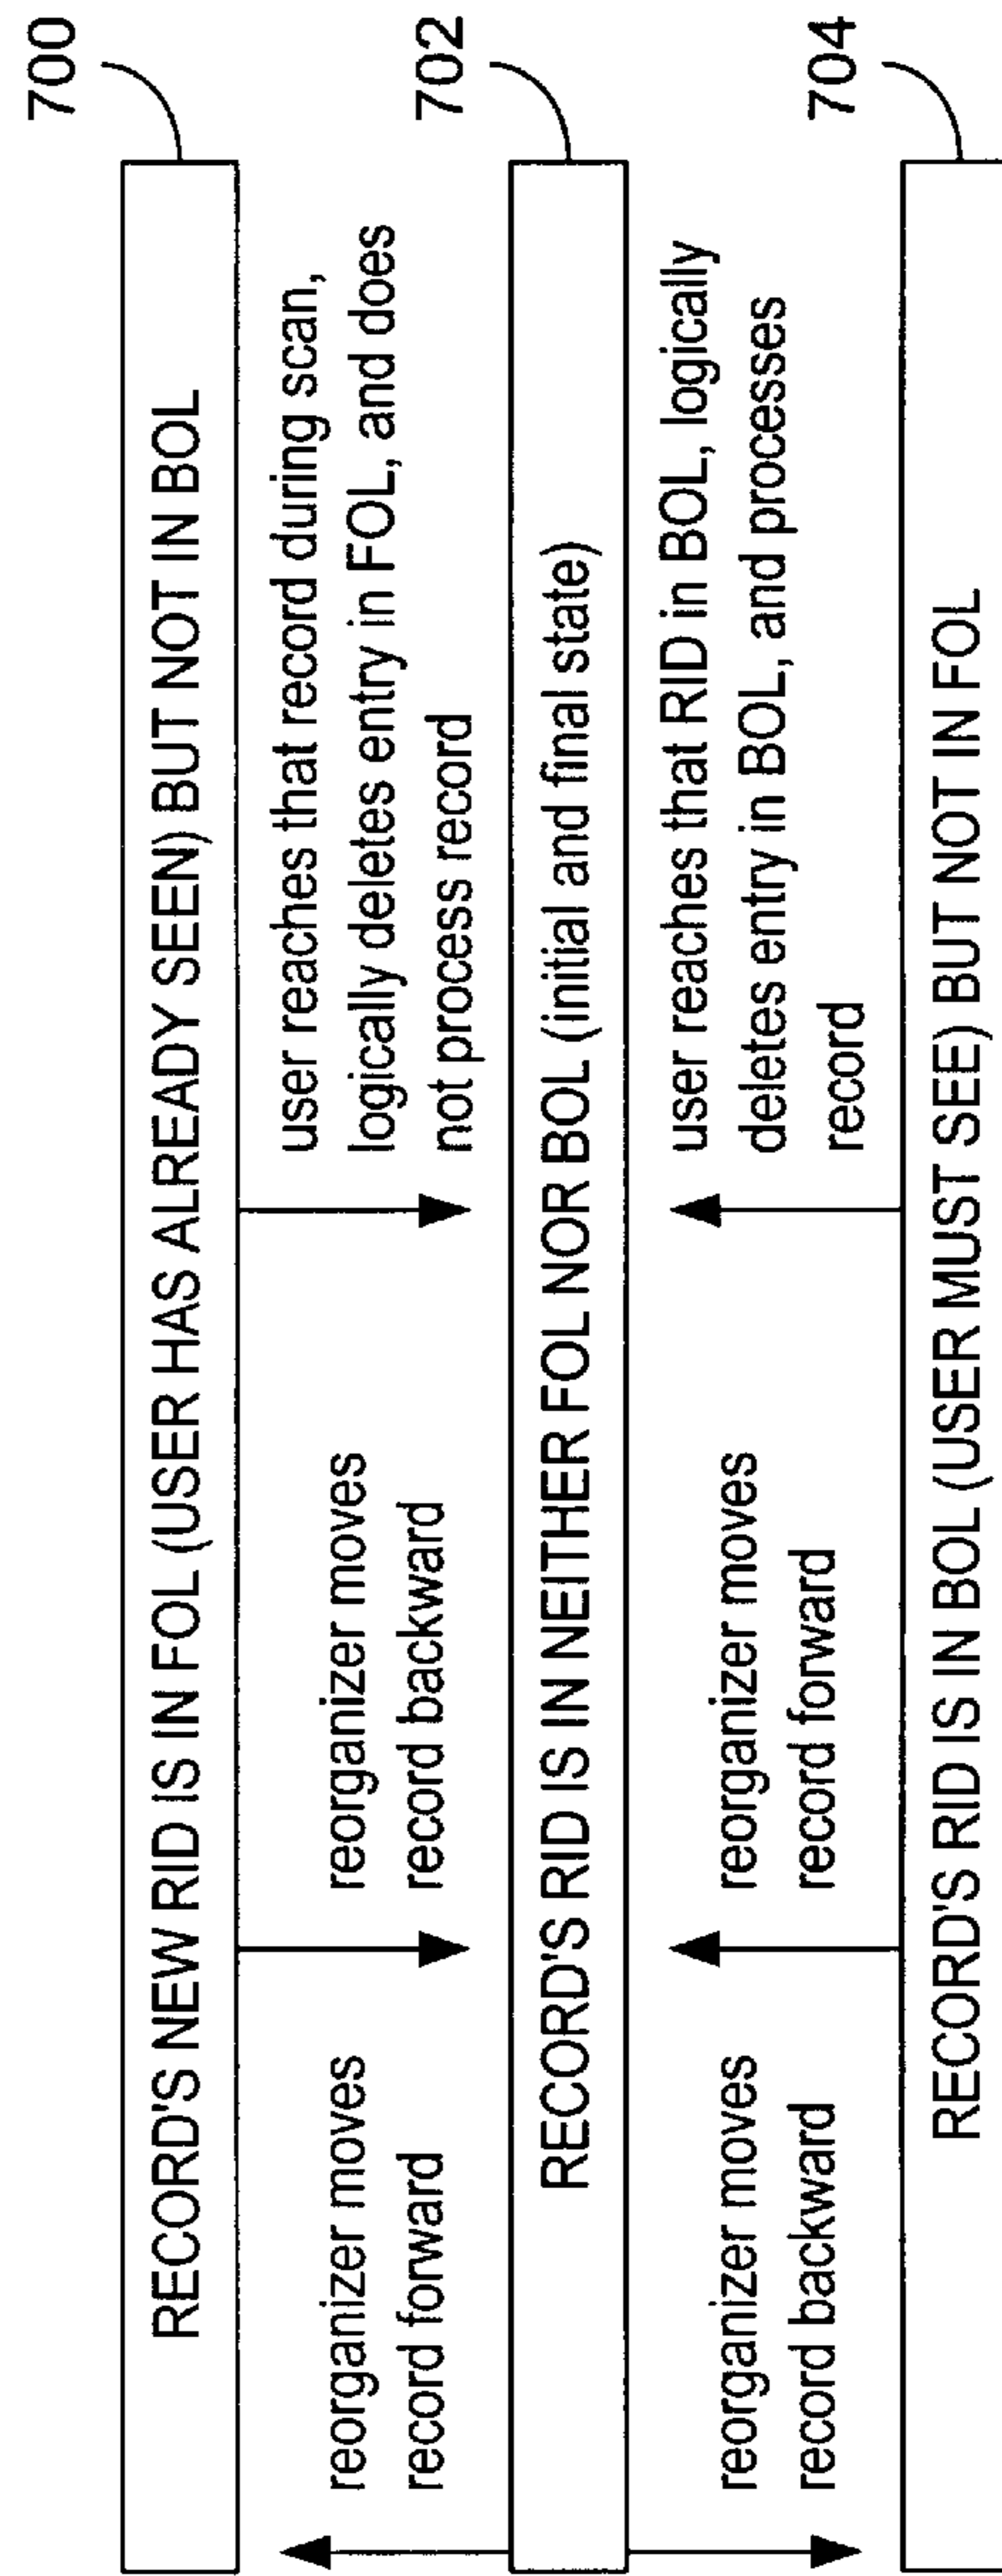 700
RECORD'S NEW RID IS IN FOL (USER HAS ALREADY SEEN) BUT NOT IN BOL
reorganizer moves
record forward
reorganizer moves
record backward
user reaches that record during scan,
logically deletes entry in FOL, and does
not process record
702
RECORD'S RID IS IN NEITHER FOL NOR BOL (initial and final state)
reorganizer moves
record backward
reorganizer moves
record forward
user reaches that RID in BOL, logically
deletes entry in BOL, and processes
record
704
RECORD'S RID IS IN BOL (USER MUST SEE) BUT NOT IN FOL